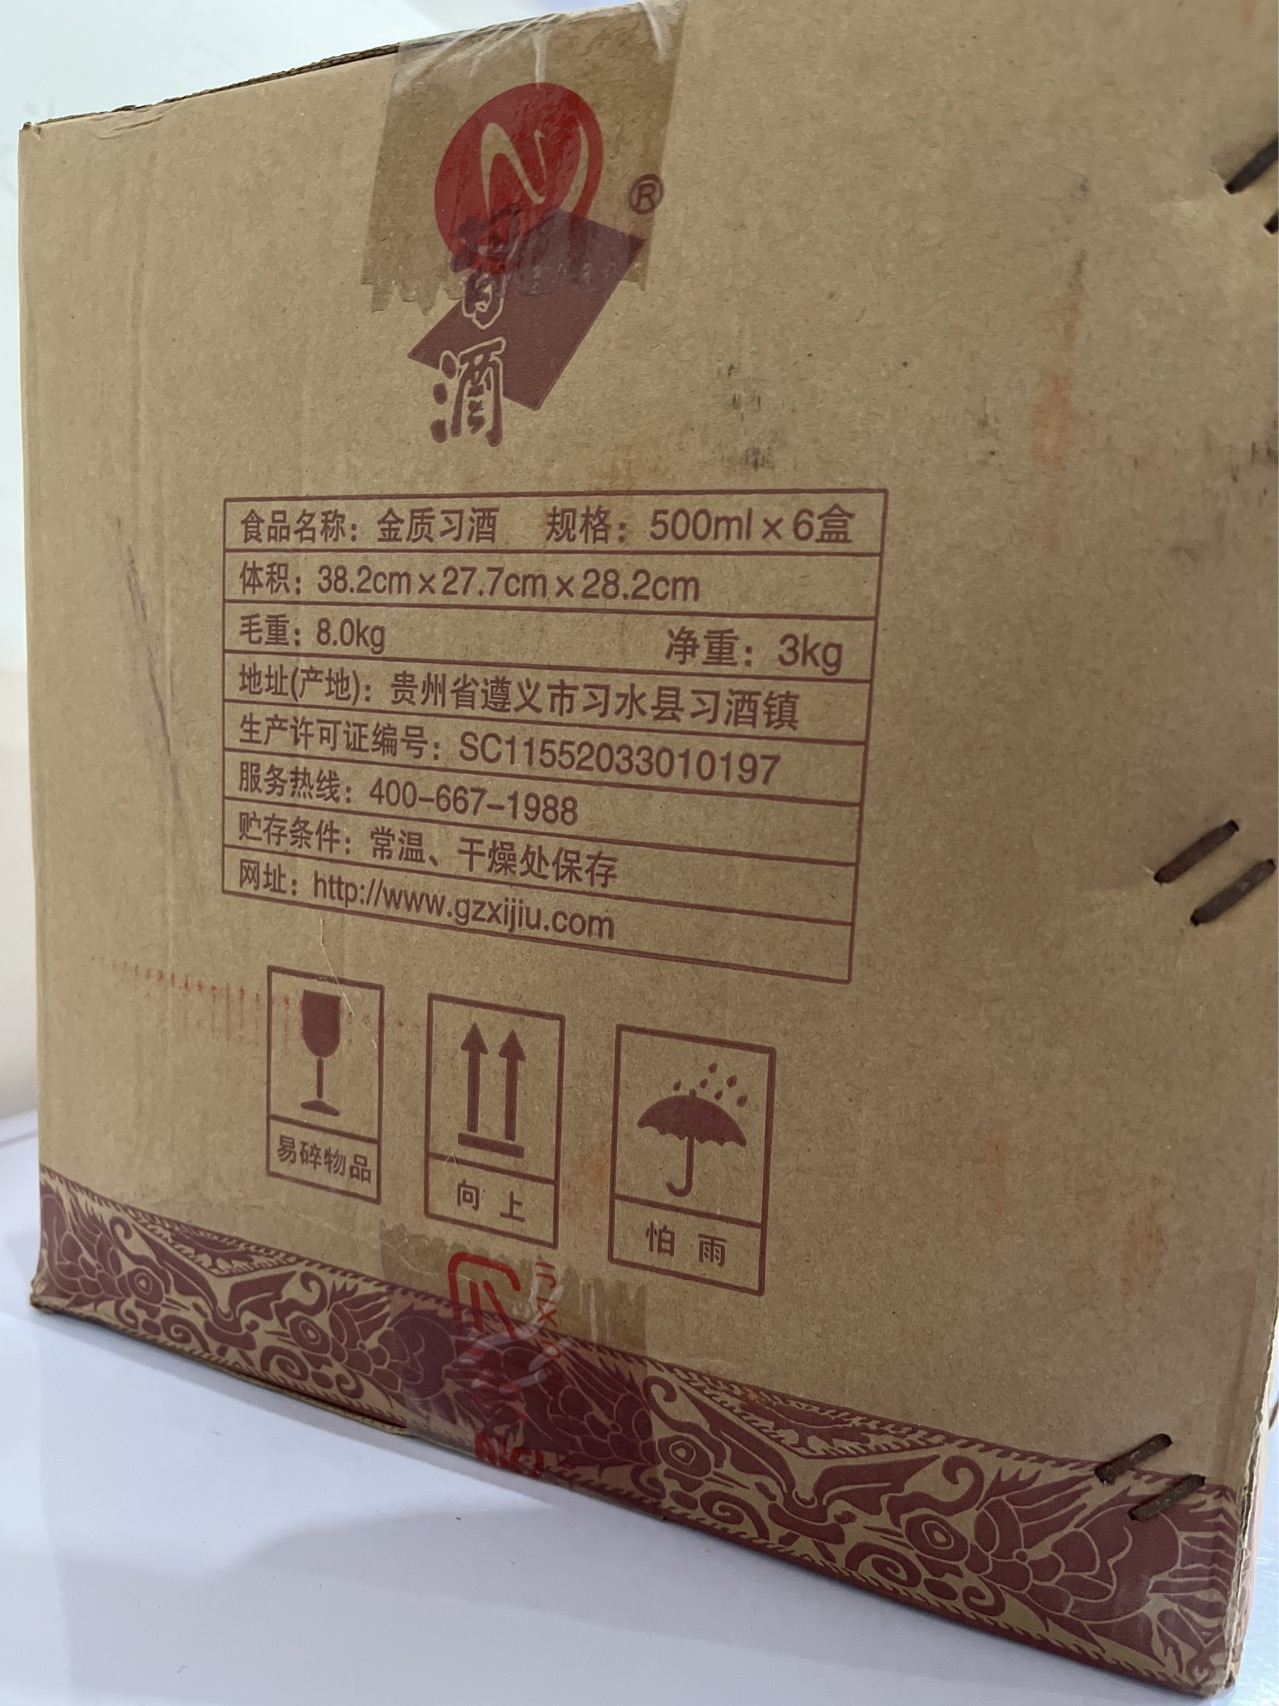 習
酒
®
食品名称：金质习酒 规格：500ml×6盒
体积：38.2cm×27.7cm×28.2cm
毛重：8.0kg 净重：3kg
地址(产地)：贵州省遵义市习水县习酒镇
生产许可证编号：SC11552033010197
服务热线：400-667-1988
贮存条件：常温、干燥处保存
网址：http://www.gzxijiu.com
易碎物品
向上
怕雨